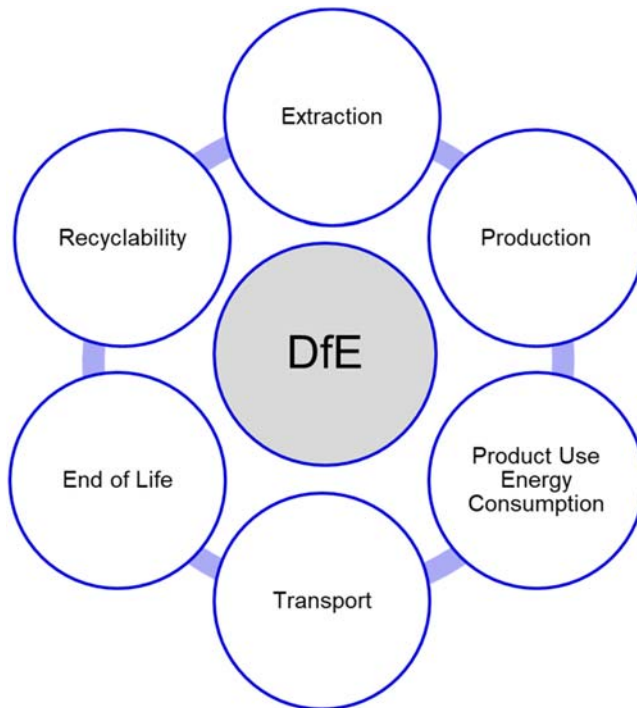 Extraction
Recyclability
Production
DfE
End of Life
Product Use
Energy
Consumption
Transport